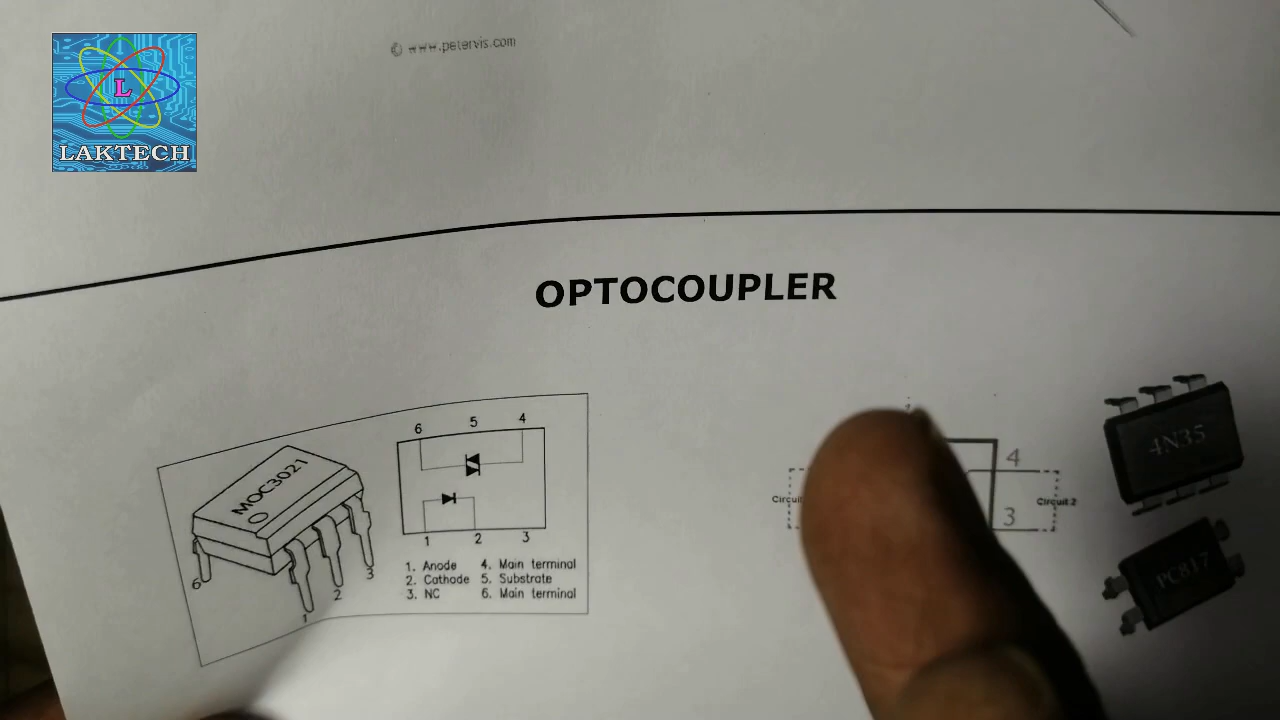 © www.petervis.com
L
LAKTECH
OPTOCOUPLER
MOC3021
6
1
2
3
6 5 4
1 2 3
1. Anode 4. Main terminal
2. Cathode 5. Substrate
3. NC 6. Main terminal
4
3
Circuit 2
4N35
PC817